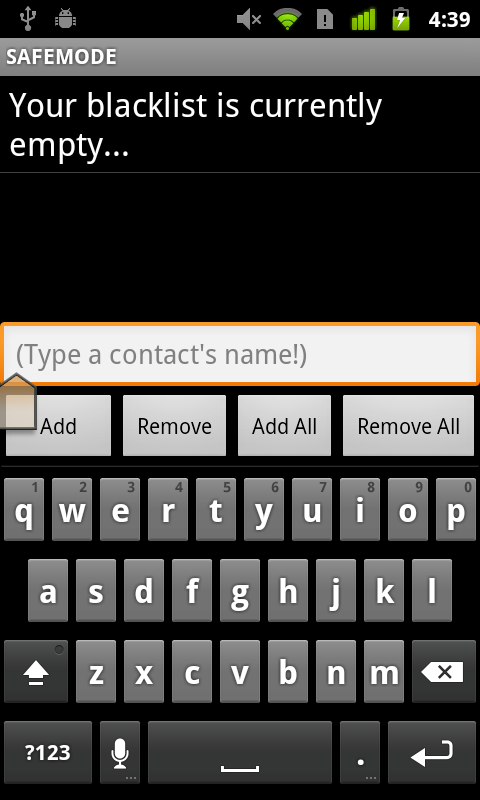 4:39
SAFEMODE
Your blacklist is currently
empty...
(Type a contact's name!)
Add Remove Add All Remove All
1 2 3 4 5 6 7 8 9 0
q w e r t y u i o p
a s d f g h j k l
z x c v b n m
?123 ... . ...